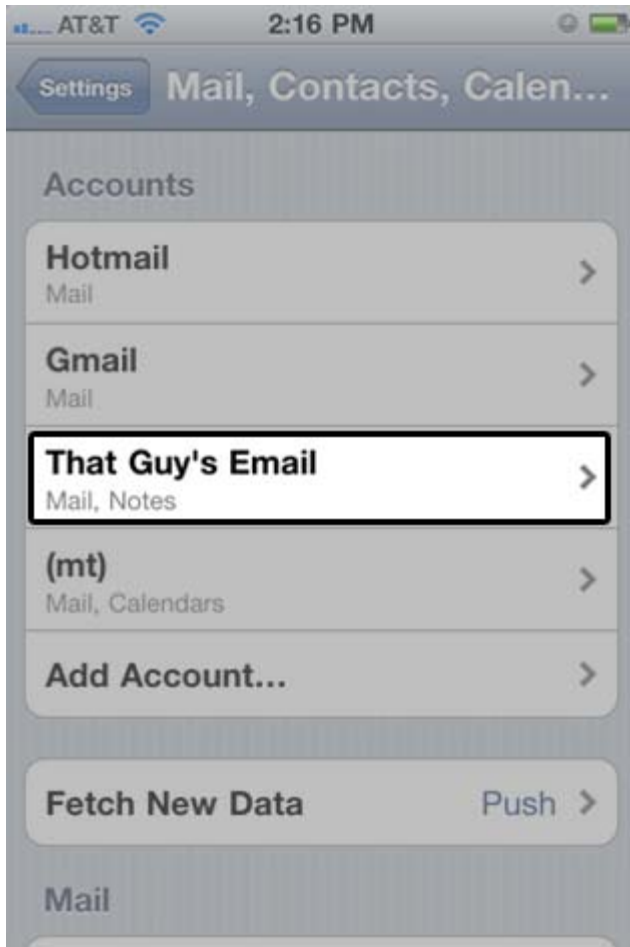 AT&T 2:16 PM
Settings Mail, Contacts, Calen...
Accounts
Hotmail
Mail
Gmail
Mail
That Guy's Email
Mail, Notes
(mt)
Mail, Calendars
Add Account...
Fetch New Data Push
Mail